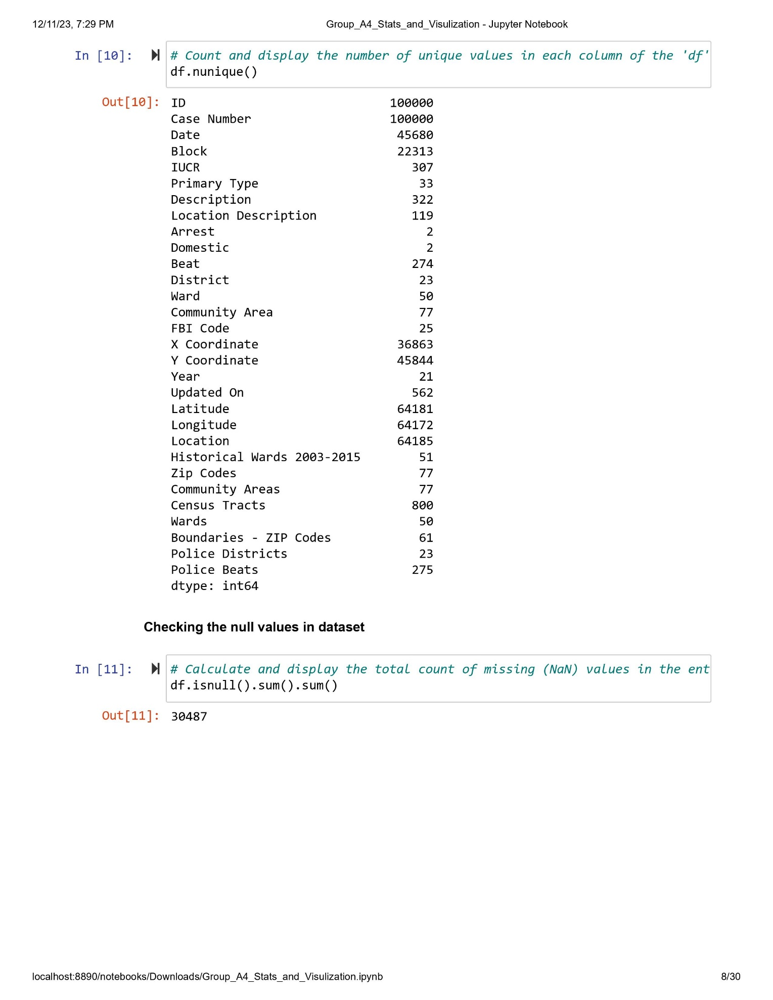 12/11/23, 7:29 PM Group_A4_Stats_and_Visulization - Jupyter Notebook
In [10]: # Count and display the number of unique values in each column of the 'df'
df.nunique()
Out[10]: ID 100000
Case Number 100000
Date 45680
Block 22313
IUCR 307
Primary Type 33
Description 322
Location Description 119
Arrest 2
Domestic 2
Beat 274
District 23
Ward 50
Community Area 77
FBI Code 25
X Coordinate 36863
Y Coordinate 45844
Year 21
Updated On 562
Latitude 64181
Longitude 64172
Location 64185
Historical Wards 2003-2015 51
Zip Codes 77
Community Areas 77
Census Tracts 800
Wards 50
Boundaries - ZIP Codes 61
Police Districts 23
Police Beats 275
dtype: int64
Checking the null values in dataset
In [11]: # Calculate and display the total count of missing (NaN) values in the ent
df.isnull().sum().sum()
Out[11]: 30487
localhost:8890/notebooks/Downloads/Group_A4_Stats_and_Visulization.ipynb 8/30